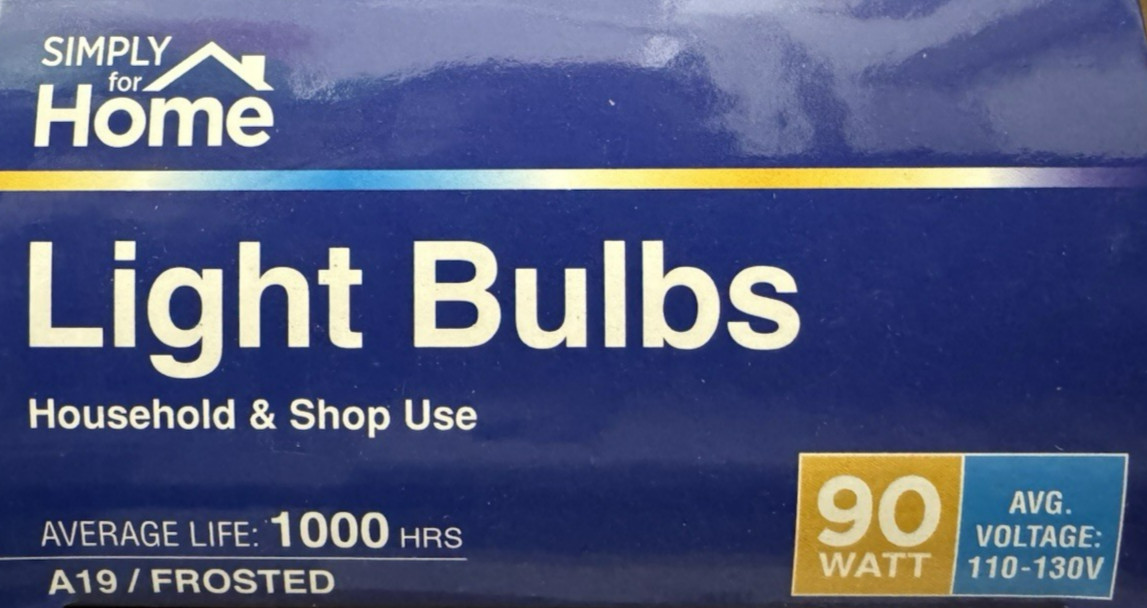 SIMPLY
for
Home
Light Bulbs
Household & Shop Use
AVERAGE LIFE: 1000 HRS
A19 / FROSTED
90
WATT
AVG.
VOLTAGE:
110-130V